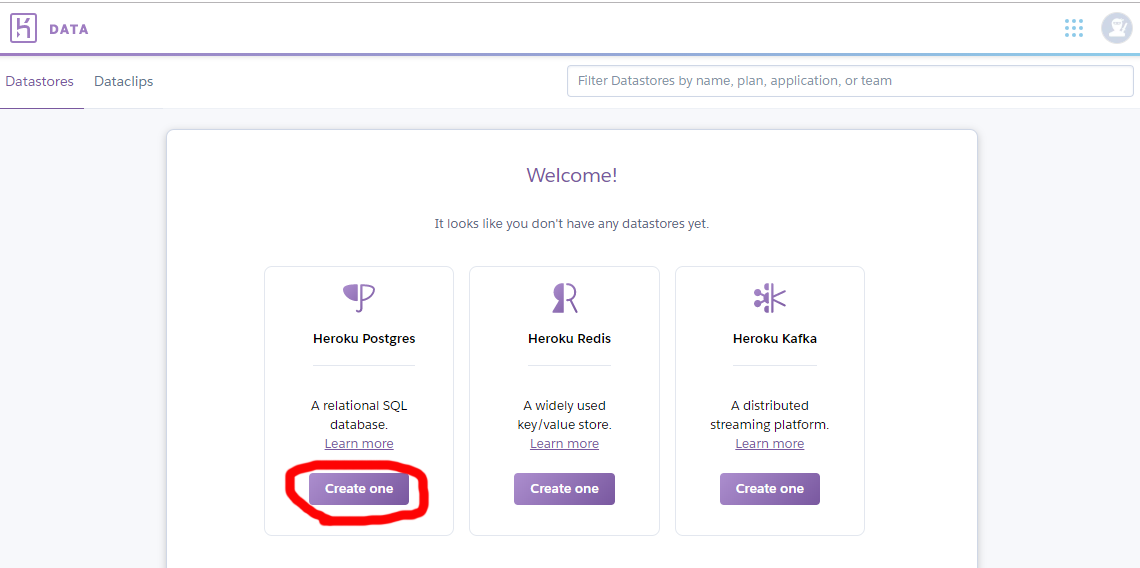 DATA
Datastores
Dataclips
Filter Datastores by name, plan, application, or team
Welcome!
It looks like you don't have any datastores yet.
Heroku Postgres
A relational SQL
database.
Learn more
Create one
Heroku Redis
A widely used
key/value store.
Learn more
Create one
Heroku Kafka
A distributed
streaming platform.
Learn more
Create one